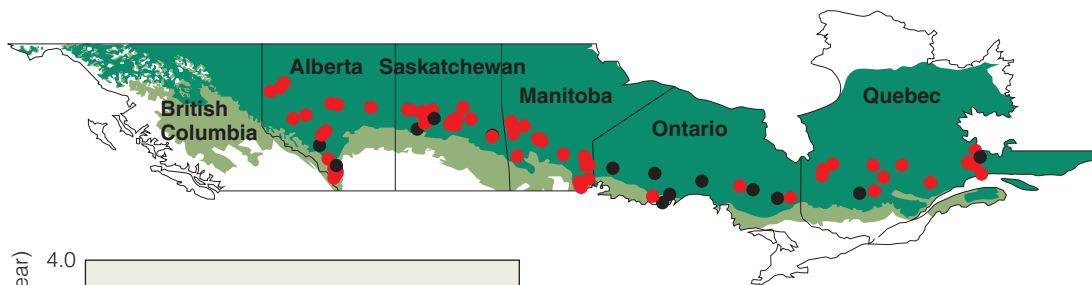 Alberta
Saskatchewan
Manitoba
British
Columbia
Ontario
Quebec
4.0